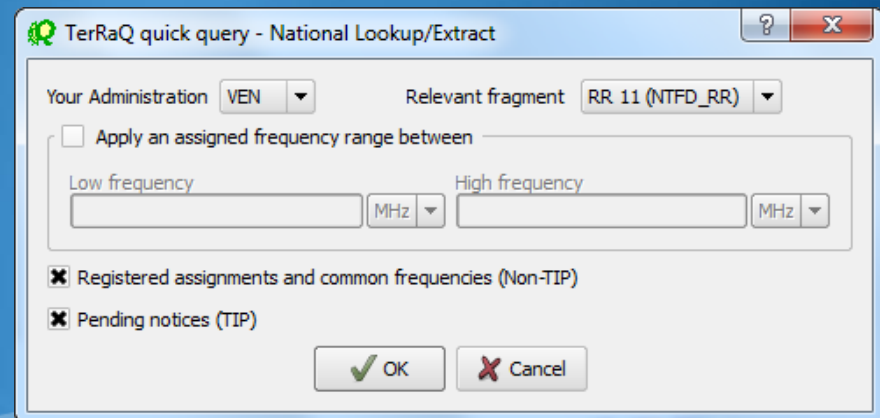 TerRaQ quick query - National Lookup/Extract
Your Administration VEN Relevant fragment RR 11 (NTFD_RR)
Apply an assigned frequency range between
Low frequency High frequency
MHz MHz
Registered assignments and common frequencies (Non-TIP)
Pending notices (TIP)
OK Cancel